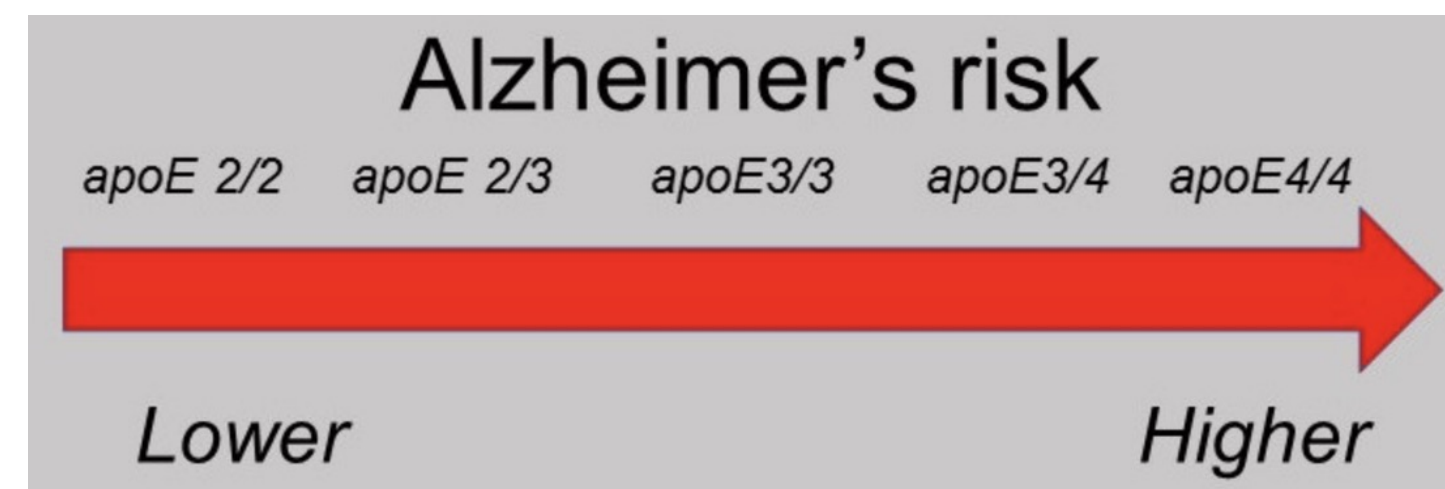 Alzheimer’s risk
apoE 2/2 apoE 2/3 apoE3/3 apoE3/4 apoE4/4
Lower Higher